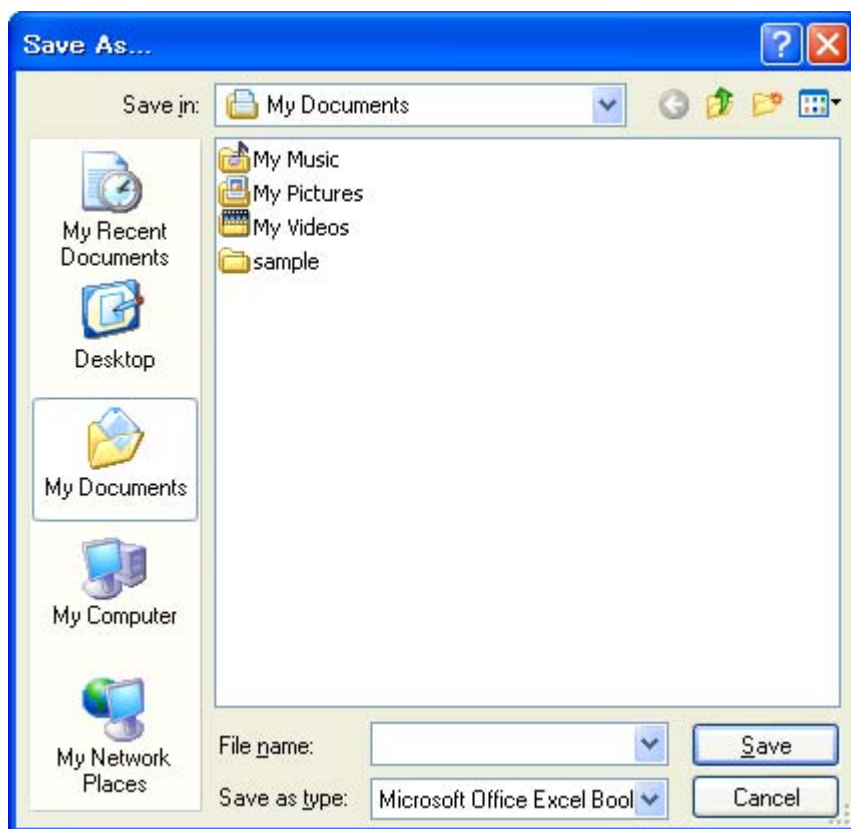 Save As...
Save in:
My Documents
My Recent
Documents
Desktop
My Documents
My Computer
My Network
Places
My Music
My Pictures
My Videos
sample
File name:
Save
Save as type:
Microsoft Office Excel Bool
Cancel